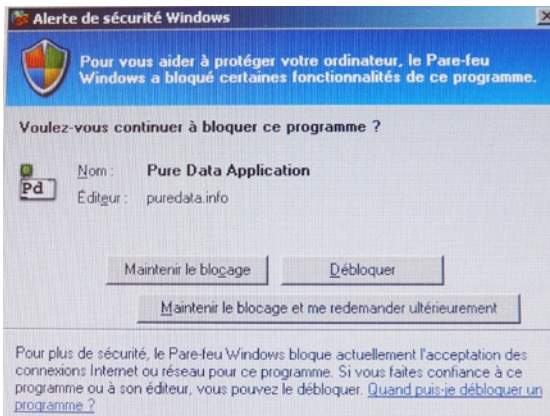 Alerte de sécurité Windows
Pour vous aider à protéger votre ordinateur, le Pare-feu
Windows a bloqué certaines fonctionnalités de ce programme.
Voulez-vous continuer à bloquer ce programme ?
Pd
Nom : Pure Data Application
Éditeur : puredata.info
Maintenir le blocage Débloquer
Maintenir le blocage et me redemander ultérieurement
Pour plus de sécurité, le Pare-feu Windows bloque actuellement l'acceptation des
connexions Internet ou réseau pour ce programme. Si vous faites confiance à ce
programme ou à son éditeur, vous pouvez le débloquer. Quand puis-je débloquer un
programme ?